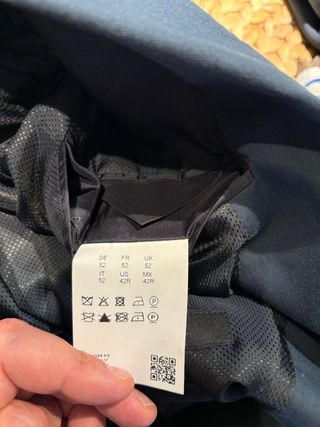 DE FR UK
52 52 52
IT US MX
52 42R 42R
P
P